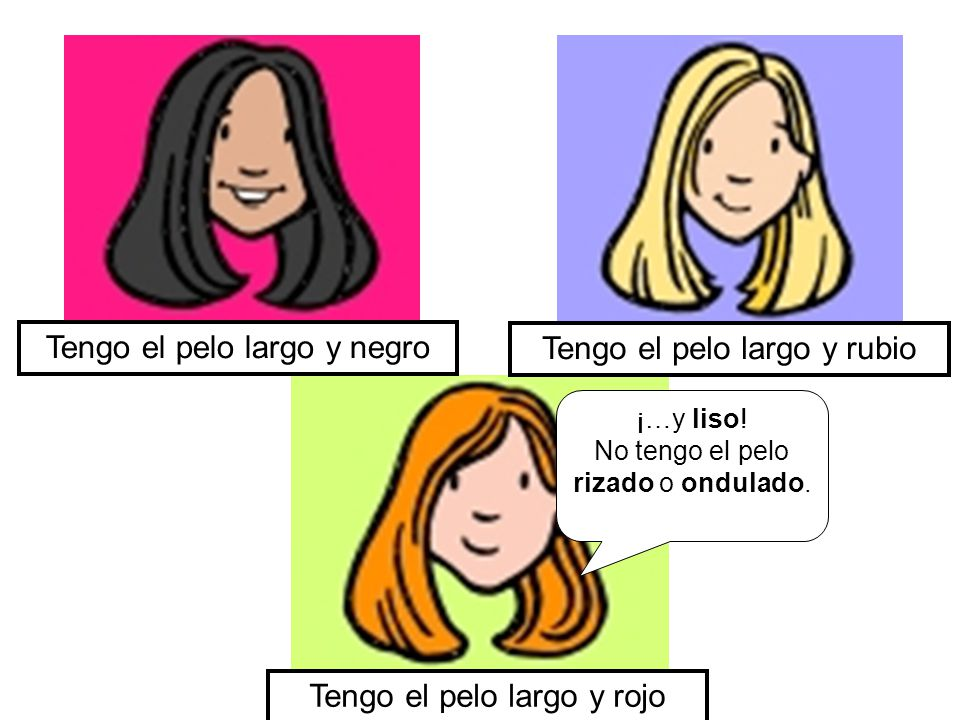 Tengo el pelo largo y negro
Tengo el pelo largo y rubio
¡…y liso!
No tengo el pelo
rizado o ondulado.
Tengo el pelo largo y rojo